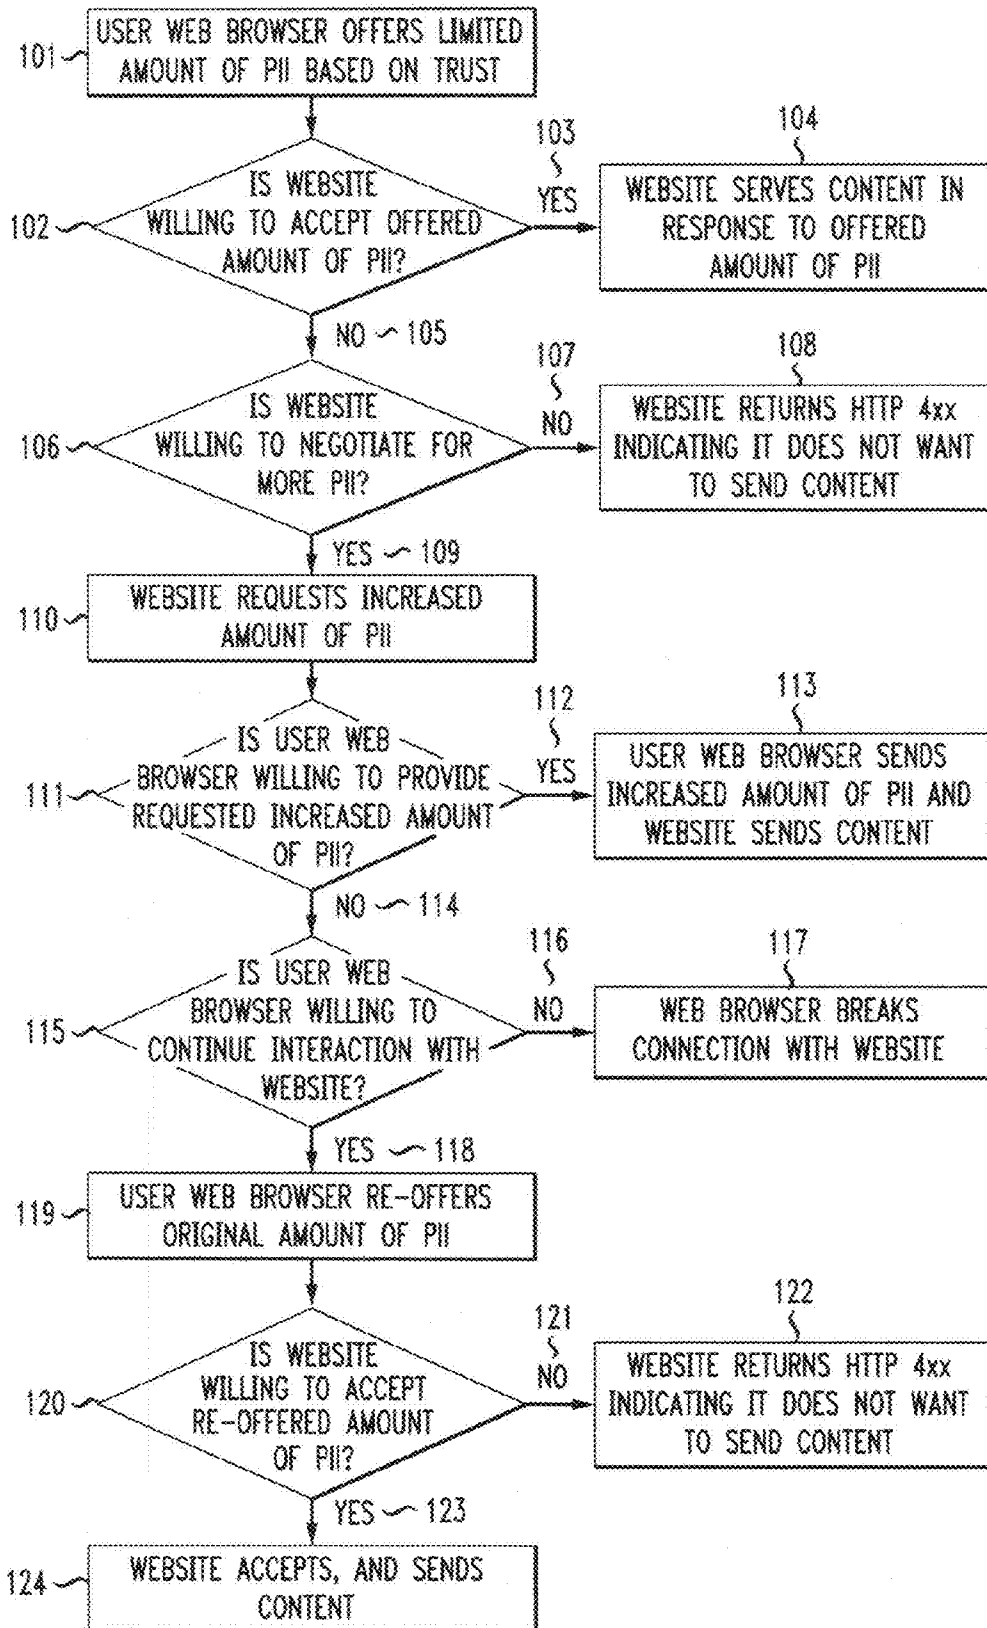 USER WEB BROWSER OFFERS LIMITED
AMOUNT OF PII BASED ON TRUST
101
IS WEBSITE
WILLING TO ACCEPT OFFERED
AMOUNT OF PII?
102
103
YES
104
WEBSITE SERVES CONTENT IN
RESPONSE TO OFFERED
AMOUNT OF PII
NO 105
IS WEBSITE
WILLING TO NEGOTIATE FOR
MORE PII?
106
107
NO
108
WEBSITE RETURNS HTTP 4xx
INDICATING IT DOES NOT WANT
TO SEND CONTENT
YES 109
WEBSITE REQUESTS INCREASED
AMOUNT OF PII
110
IS USER WEB
BROWSER WILLING TO PROVIDE
REQUESTED INCREASED AMOUNT
OF PII?
111
112
YES
113
USER WEB BROWSER SENDS
INCREASED AMOUNT OF PII AND
WEBSITE SENDS CONTENT
NO 114
IS USER WEB
BROWSER WILLING TO
CONTINUE INTERACTION WITH
WEBSITE?
115
116
NO
117
WEB BROWSER BREAKS
CONNECTION WITH WEBSITE
YES 118
USER WEB BROWSER RE-OFFERS
ORIGINAL AMOUNT OF PII
119
IS WEBSITE
WILLING TO ACCEPT
RE-OFFERED AMOUNT
OF PII?
120
121
NO
122
WEBSITE RETURNS HTTP 4xx
INDICATING IT DOES NOT WANT
TO SEND CONTENT
YES 123
WEBSITE ACCEPTS, AND SENDS
CONTENT
124